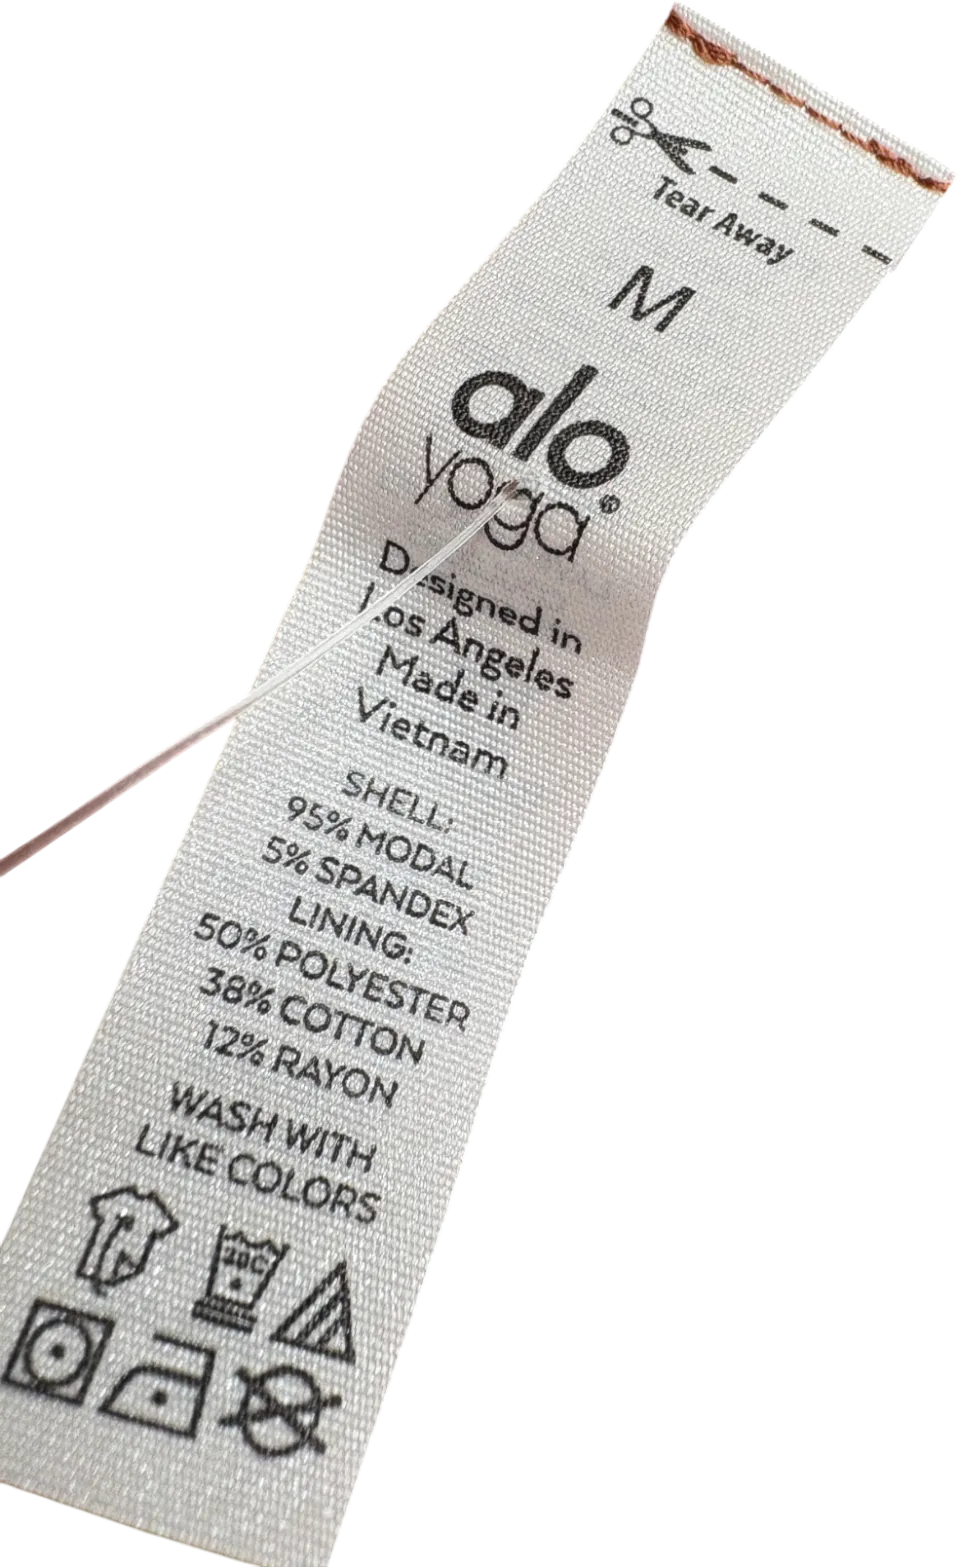 Tear Away
M
alo®
yoga
Designed in
Los Angeles
Made in
Vietnam
SHELL:
95% MODAL
5% SPANDEX
LINING:
50% POLYESTER
38% COTTON
12% RAYON
WASH WITH
LIKE COLORS